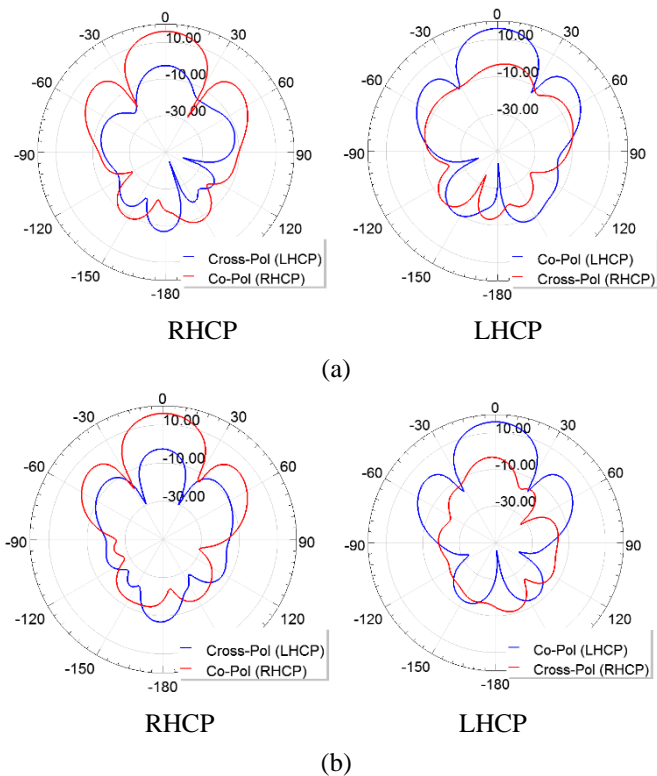 0
-30 30
10.00
-60 60
-10.00
-30.00
-90 90
-120 120
-150
-180
Cross-Pol (LHCP)
Co-Pol (RHCP)
RHCP
0
-30 30
10.00
-60 60
-10.00
-30.00
-90 90
-120 120
-150
-180
Co-Pol (LHCP)
Cross-Pol (RHCP)
LHCP
(a)
0
-30 30
10.00
-60 60
-10.00
-30.00
-90 90
-120 120
-150
-180
Cross-Pol (LHCP)
Co-Pol (RHCP)
RHCP
0
-30 30
10.00
-60 60
-10.00
-30.00
-90 90
-120 120
-150
-180
Co-Pol (LHCP)
Cross-Pol (RHCP)
LHCP
(b)